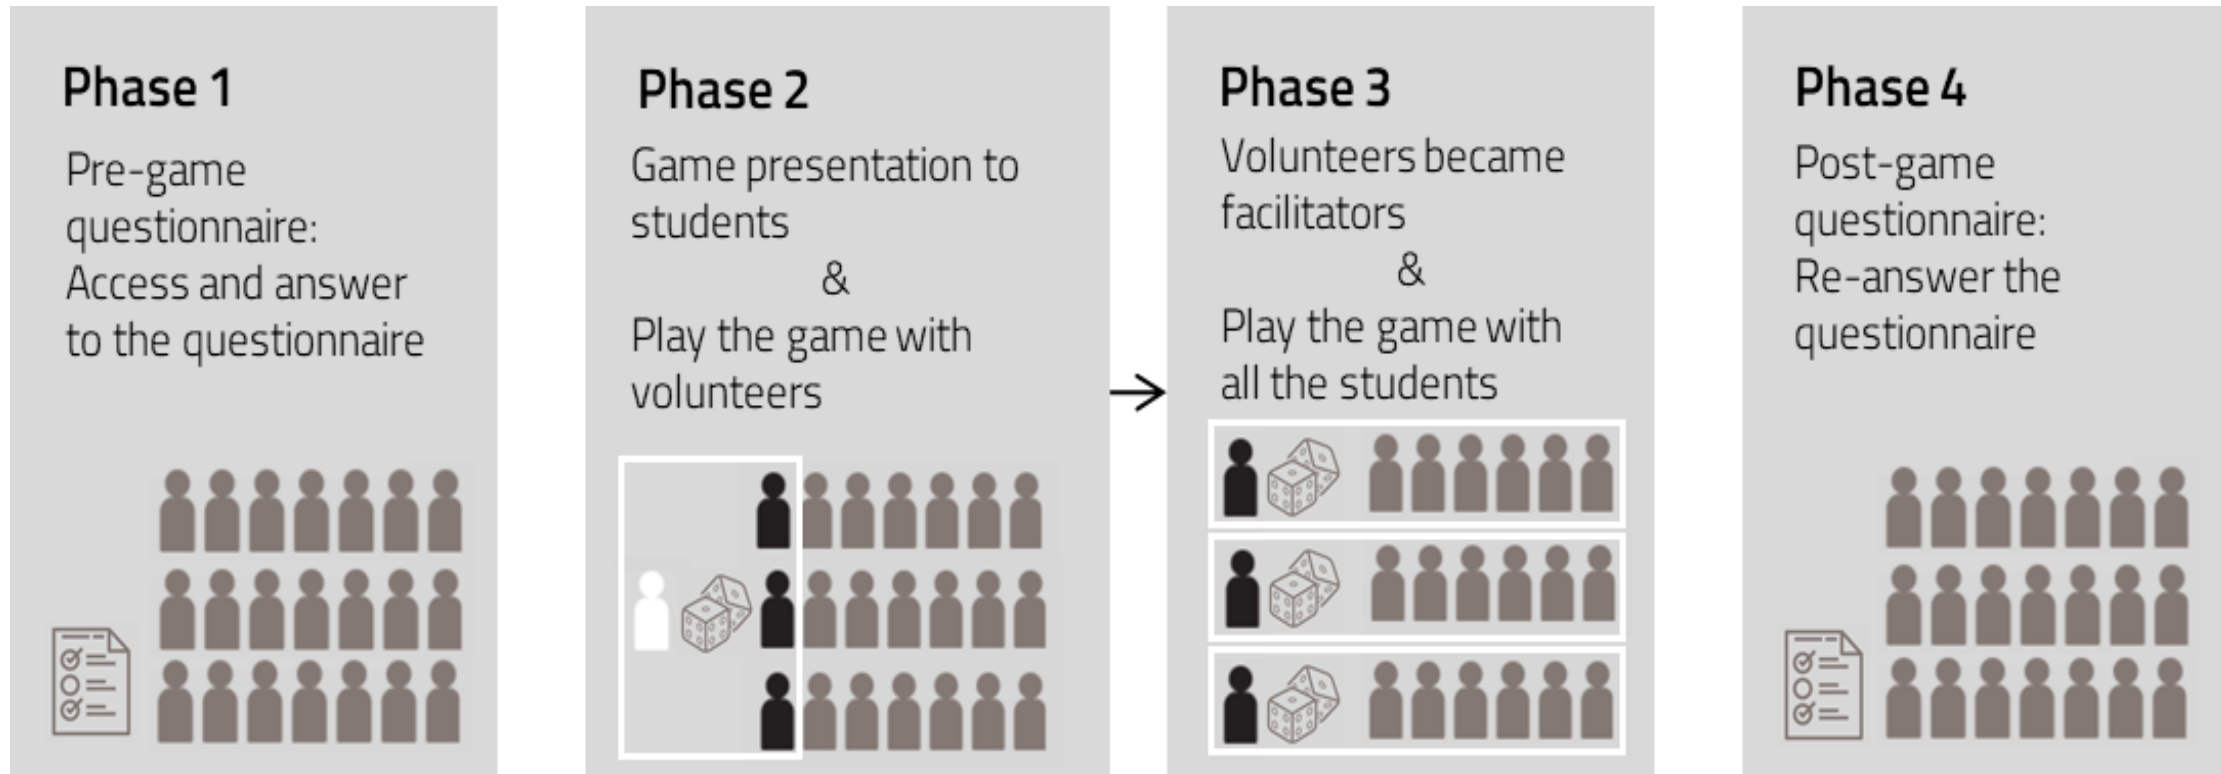 Phase 1
Pre-game
questionnaire:
Access and answer
to the questionnaire
Phase 2
Game presentation to
students
&
Play the game with
volunteers
Phase 3
Volunteers became
facilitators
&
Play the game with
all the students
Phase 4
Post-game
questionnaire:
Re-answer the
questionnaire